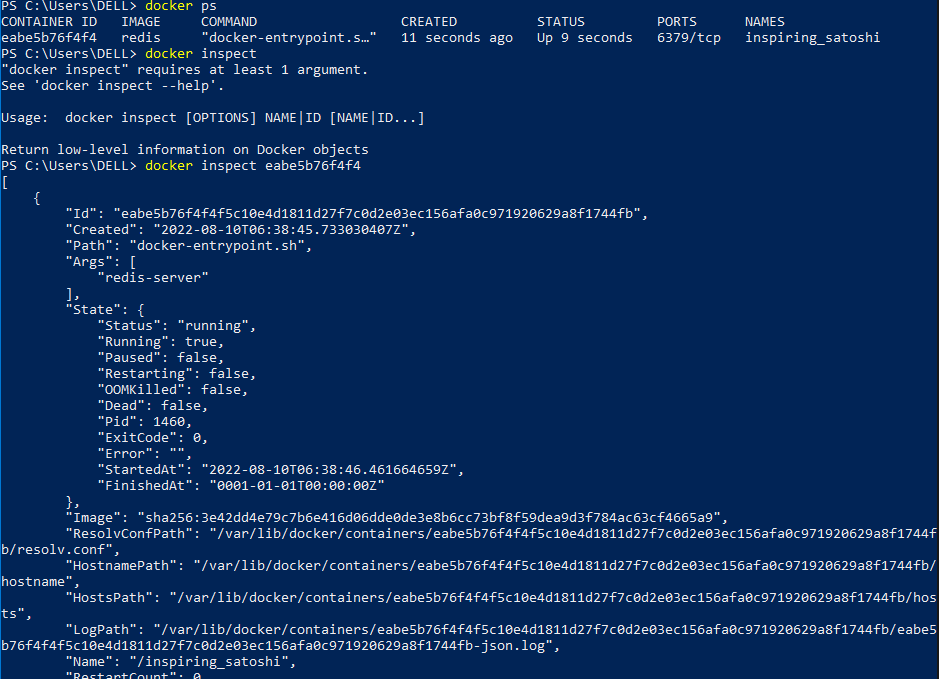 PS C:\Users\DELL> docker ps
CONTAINER ID   IMAGE     COMMAND                  CREATED          STATUS         PORTS      NAMES
eabe5b76f4f4   redis     "docker-entrypoint.s…"   11 seconds ago   Up 9 seconds   6379/tcp   inspiring_satoshi
PS C:\Users\DELL> docker inspect
"docker inspect" requires at least 1 argument.
See 'docker inspect --help'.

Usage:  docker inspect [OPTIONS] NAME|ID [NAME|ID...]

Return low-level information on Docker objects
PS C:\Users\DELL> docker inspect eabe5b76f4f4
[
    {
        "Id": "eabe5b76f4f4f5c10e4d1811d27f7c0d2e03ec156afa0c971920629a8f1744fb",
        "Created": "2022-08-10T06:38:45.733030407Z",
        "Path": "docker-entrypoint.sh",
        "Args": [
            "redis-server"
        ],
        "State": {
            "Status": "running",
            "Running": true,
            "Paused": false,
            "Restarting": false,
            "OOMKilled": false,
            "Dead": false,
            "Pid": 1460,
            "ExitCode": 0,
            "Error": "",
            "StartedAt": "2022-08-10T06:38:46.461664659Z",
            "FinishedAt": "0001-01-01T00:00:00Z"
        },
        "Image": "sha256:3e42dd4e79c7b6e416d06dde0de3e8b6cc73bf8f59dea9d3f784ac63cf4665a9",
        "ResolvConfPath": "/var/lib/docker/containers/eabe5b76f4f4f5c10e4d1811d27f7c0d2e03ec156afa0c971920629a8f1744f
b/resolv.conf",
        "HostnamePath": "/var/lib/docker/containers/eabe5b76f4f4f5c10e4d1811d27f7c0d2e03ec156afa0c971920629a8f1744fb/
hostname",
        "HostsPath": "/var/lib/docker/containers/eabe5b76f4f4f5c10e4d1811d27f7c0d2e03ec156afa0c971920629a8f1744fb/hos
ts",
        "LogPath": "/var/lib/docker/containers/eabe5b76f4f4f5c10e4d1811d27f7c0d2e03ec156afa0c971920629a8f1744fb/eabe5
b76f4f4f5c10e4d1811d27f7c0d2e03ec156afa0c971920629a8f1744fb-json.log",
        "Name": "/inspiring_satoshi",
        "RestartCount": 0,